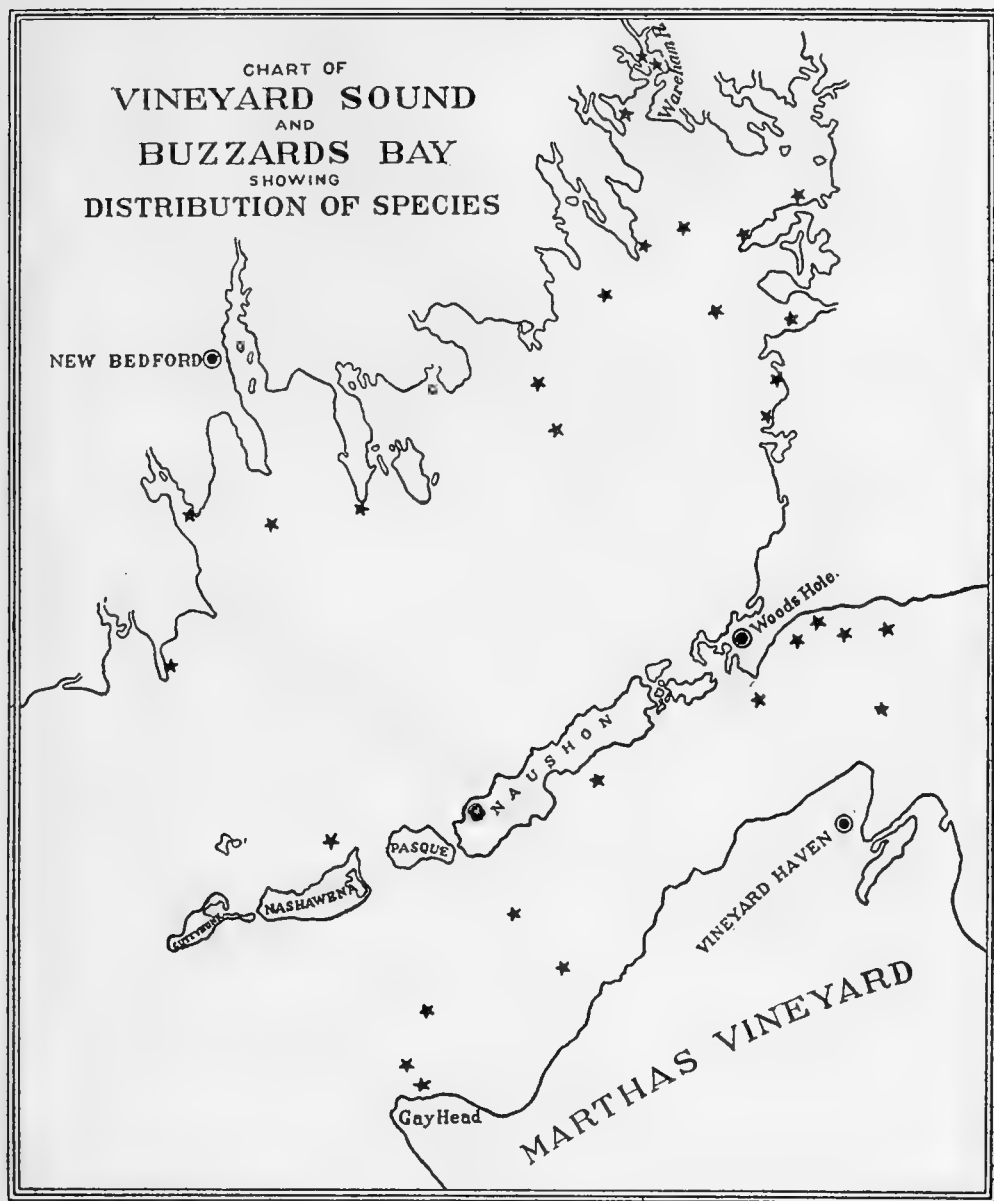 CHART OF
VINEYARD SOUND
AND
BUZZARDS BAY
SHOWING
DISTRIBUTION OF SPECIES
Wareham R.
NEW BEDFORD
Woods Hole.
NAUSHON
PASQUE
NASHAWENA
CUTTYHUNK
VINEYARD HAVEN
MARTHAS VINEYARD
Gay Head